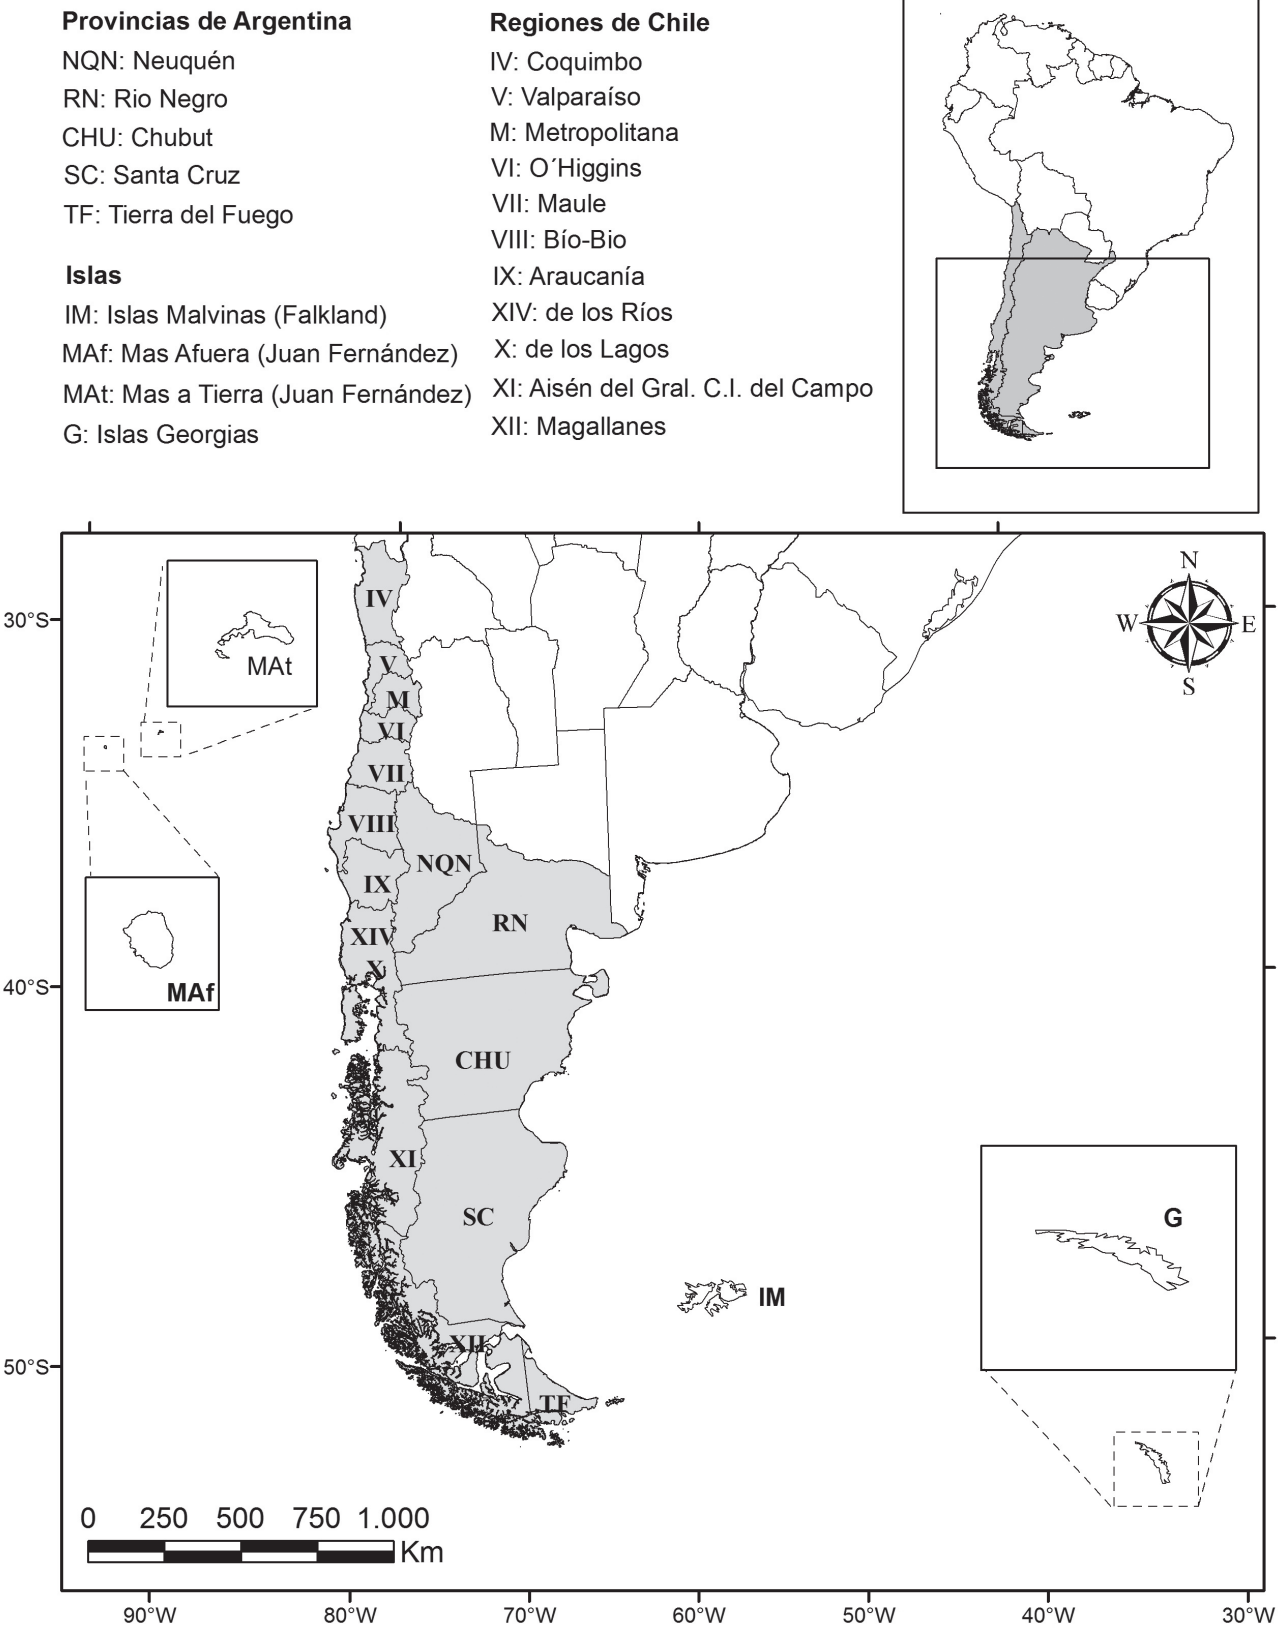 Provincias de Argentina
NQN: Neuquén
RN: Rio Negro
CHU: Chubut
SC: Santa Cruz
TF: Tierra del Fuego
Islas
IM: Islas Malvinas (Falkland)
MAf: Mas Afuera (Juan Fernández)
MAt: Mas a Tierra (Juan Fernández)
G: Islas Georgias
Regiones de Chile
IV: Coquimbo
V: Valparaíso
M: Metropolitana
VI: O´Higgins
VII: Maule
VIII: Bío-Bio
IX: Araucanía
XIV: de los Ríos
X: de los Lagos
XI: Aisén del Gral. C.I. del Campo
XII: Magallanes
N
W
E
S
30°S
40°S
50°S
MAt
MAf
IV
V
M
VI
VII
VIII
NQN
IX
RN
XIV
X
CHU
XI
SC
XII
TF
IM
G
0 250 500 750 1.000
Km
90°W 80°W 70°W 60°W 50°W 40°W 30°W